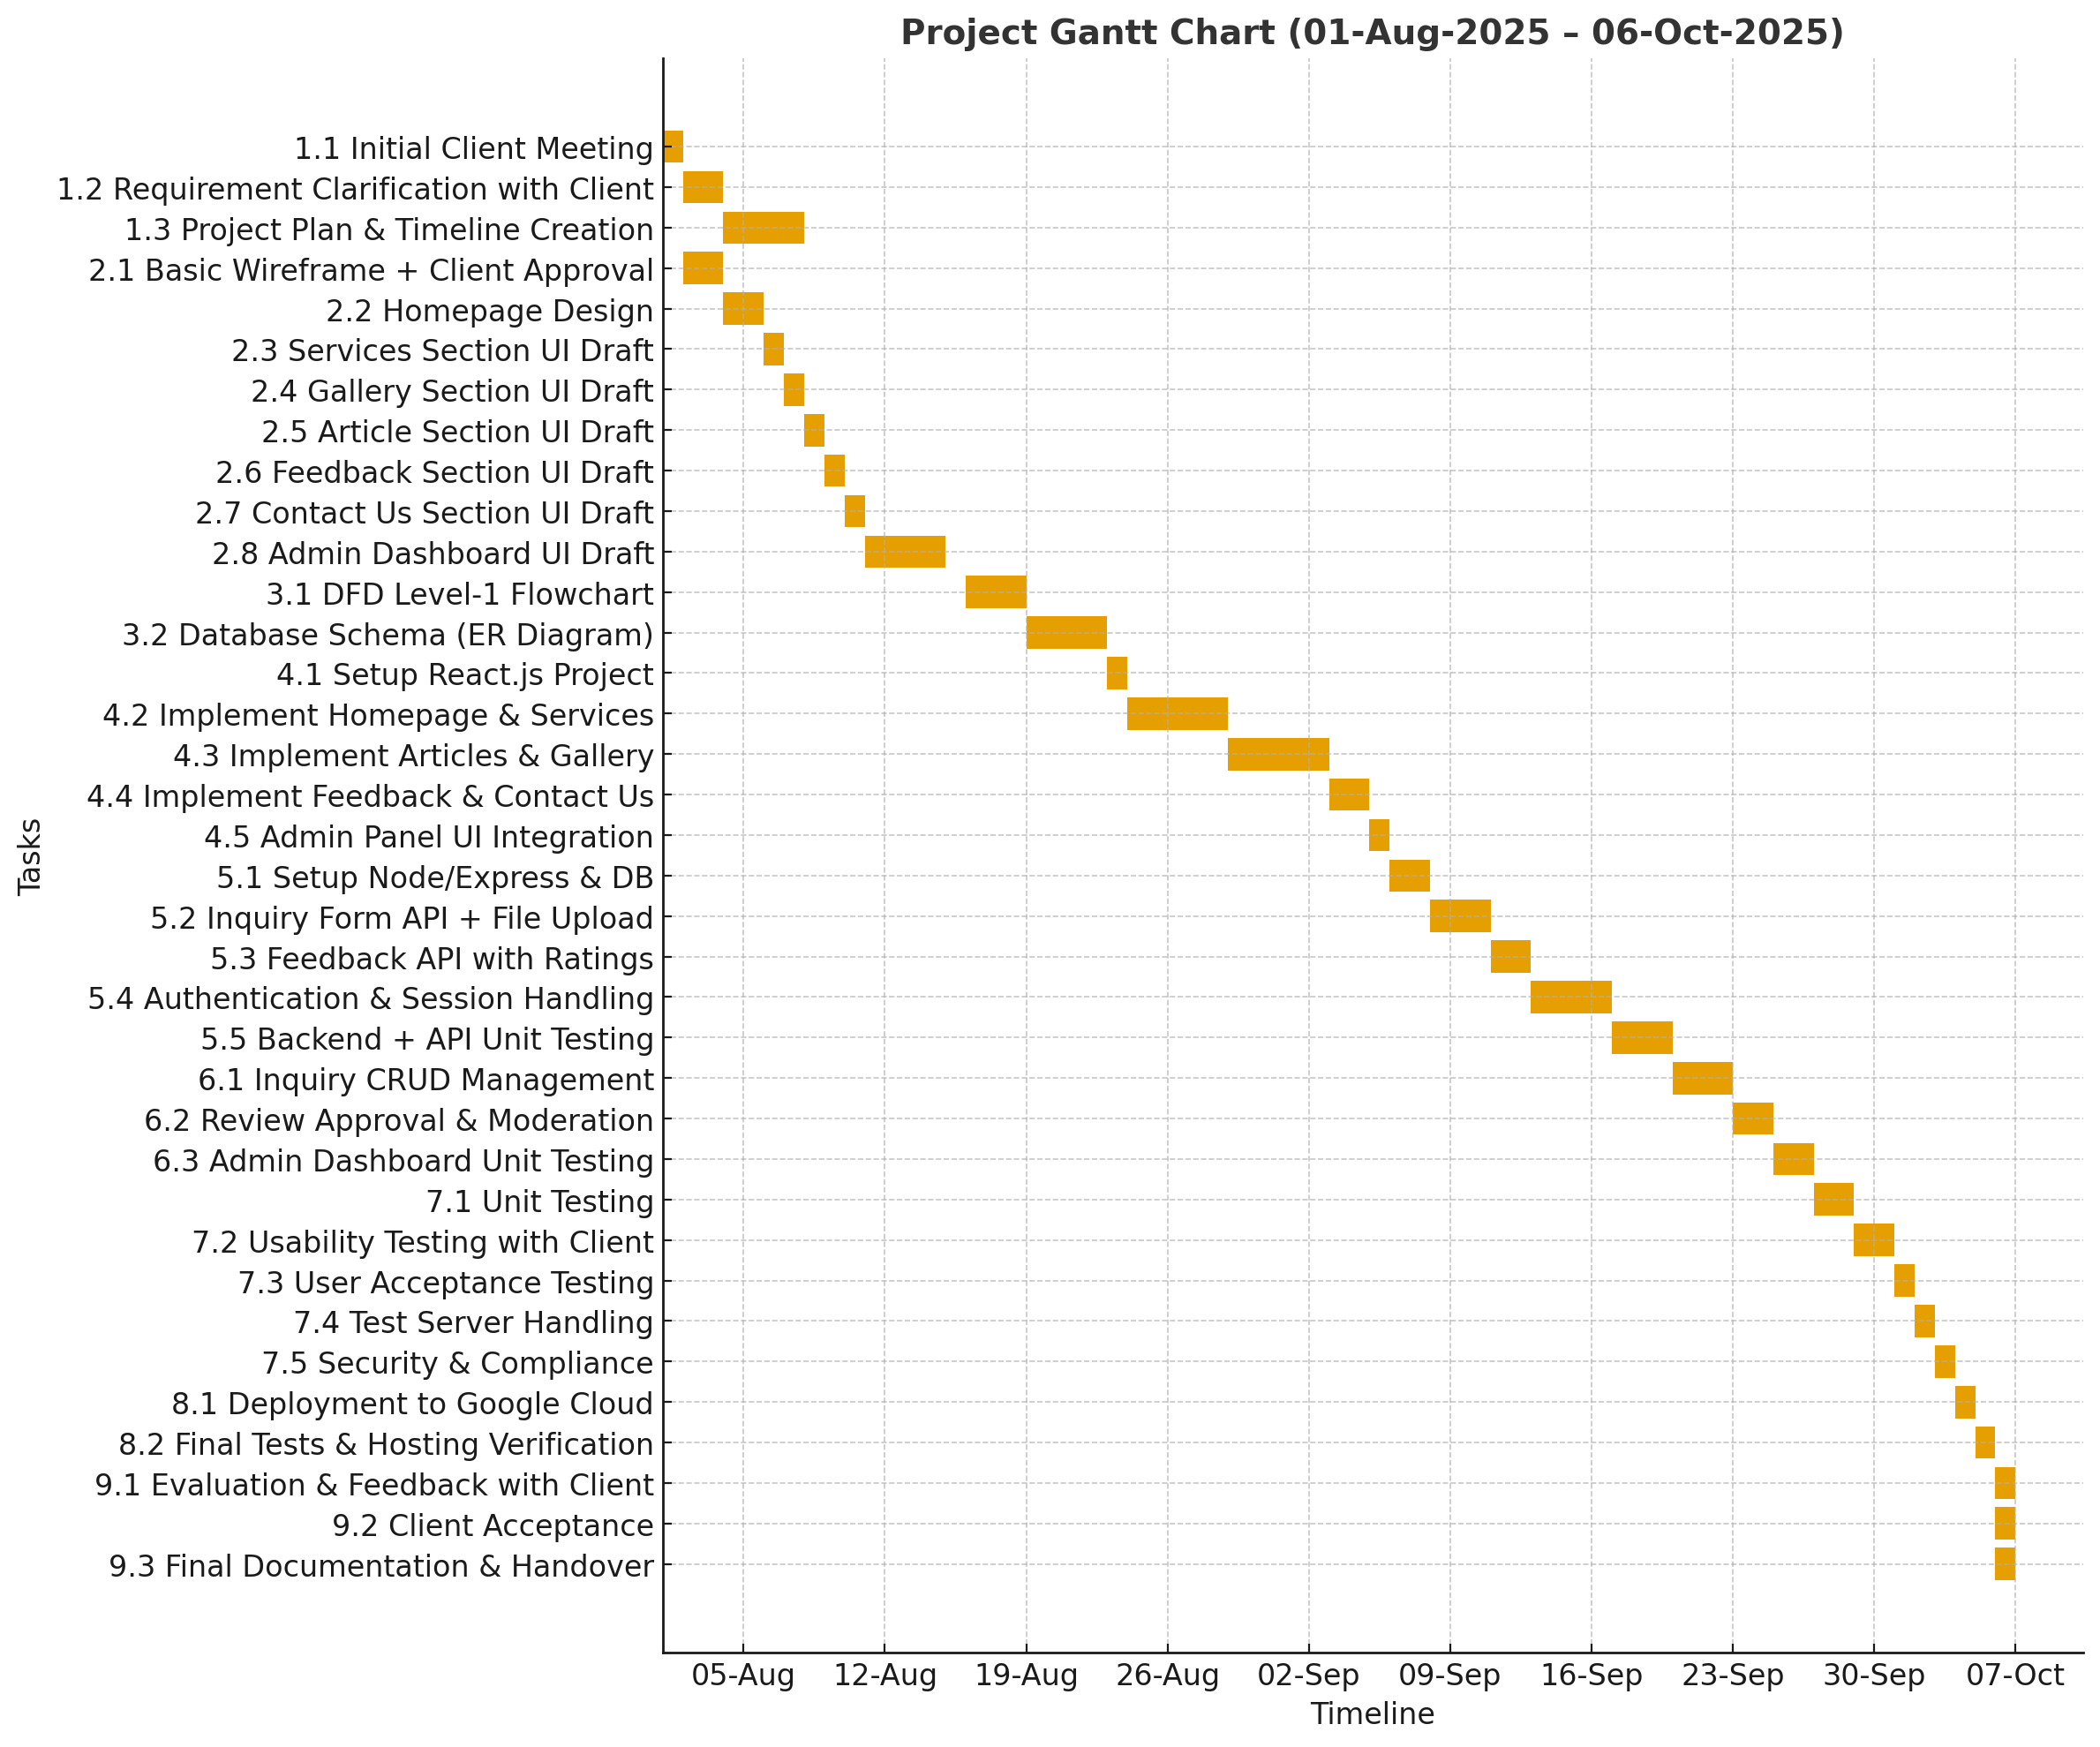 Project Gantt Chart (01-Aug-2025 – 06-Oct-2025)
1.1 Initial Client Meeting
1.2 Requirement Clarification with Client
1.3 Project Plan & Timeline Creation
2.1 Basic Wireframe + Client Approval
2.2 Homepage Design
2.3 Services Section UI Draft
2.4 Gallery Section UI Draft
2.5 Article Section UI Draft
2.6 Feedback Section UI Draft
2.7 Contact Us Section UI Draft
2.8 Admin Dashboard UI Draft
3.1 DFD Level-1 Flowchart
3.2 Database Schema (ER Diagram)
4.1 Setup React.js Project
4.2 Implement Homepage & Services
4.3 Implement Articles & Gallery
4.4 Implement Feedback & Contact Us
4.5 Admin Panel UI Integration
5.1 Setup Node/Express & DB
5.2 Inquiry Form API + File Upload
5.3 Feedback API with Ratings
5.4 Authentication & Session Handling
5.5 Backend + API Unit Testing
6.1 Inquiry CRUD Management
6.2 Review Approval & Moderation
6.3 Admin Dashboard Unit Testing
7.1 Unit Testing
7.2 Usability Testing with Client
7.3 User Acceptance Testing
7.4 Test Server Handling
7.5 Security & Compliance
8.1 Deployment to Google Cloud
8.2 Final Tests & Hosting Verification
9.1 Evaluation & Feedback with Client
9.2 Client Acceptance
9.3 Final Documentation & Handover
Tasks
05-Aug 12-Aug 19-Aug 26-Aug 02-Sep 09-Sep 16-Sep 23-Sep 30-Sep 07-Oct
Timeline